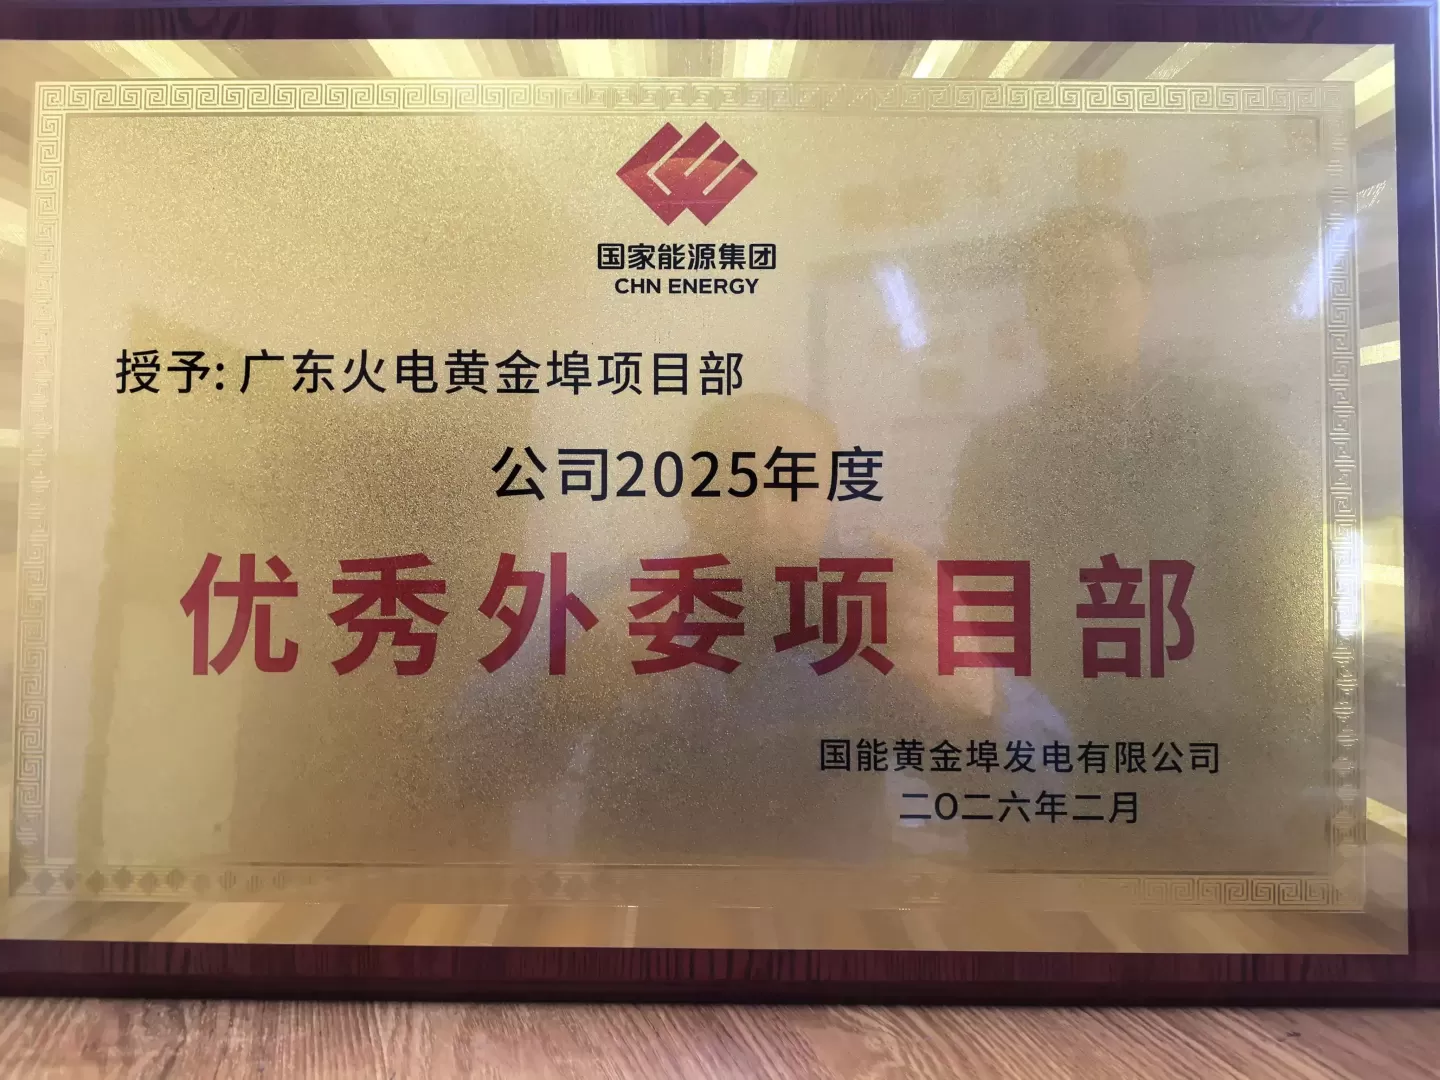 国家能源集团
CHN ENERGY
授予: 广东火电黄金埠项目部
公司2025年度
优秀外委项目部
国能黄金埠发电有限公司
二O二六年二月